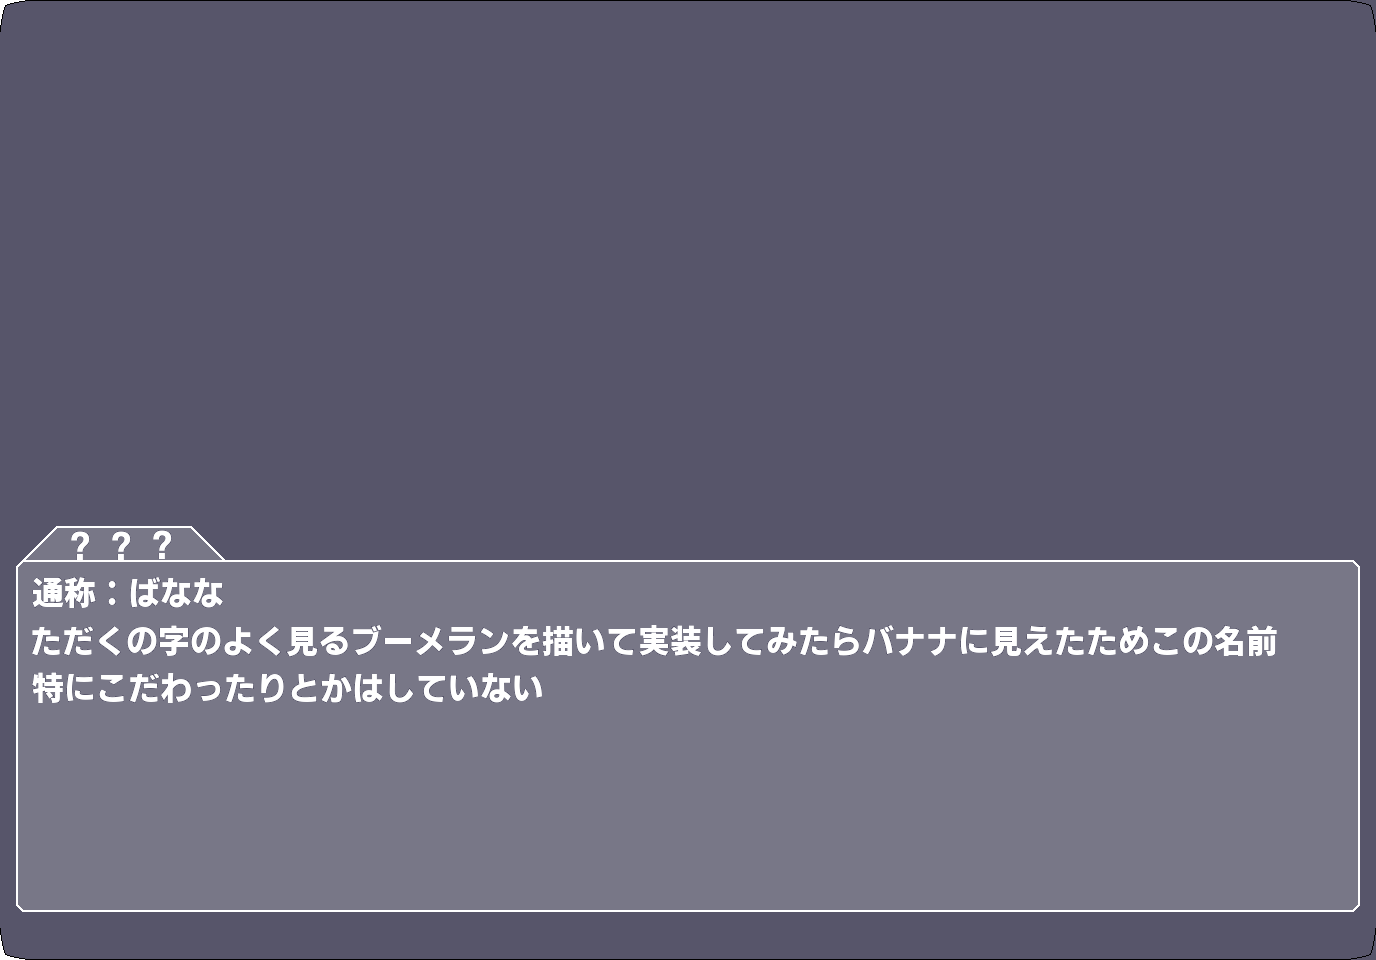 ？？？
通称：ばなな
ただくの字のよく見るブーメランを描いて実装してみたらバナナに見えたためこの名前
特にこだわったりとかはしていない